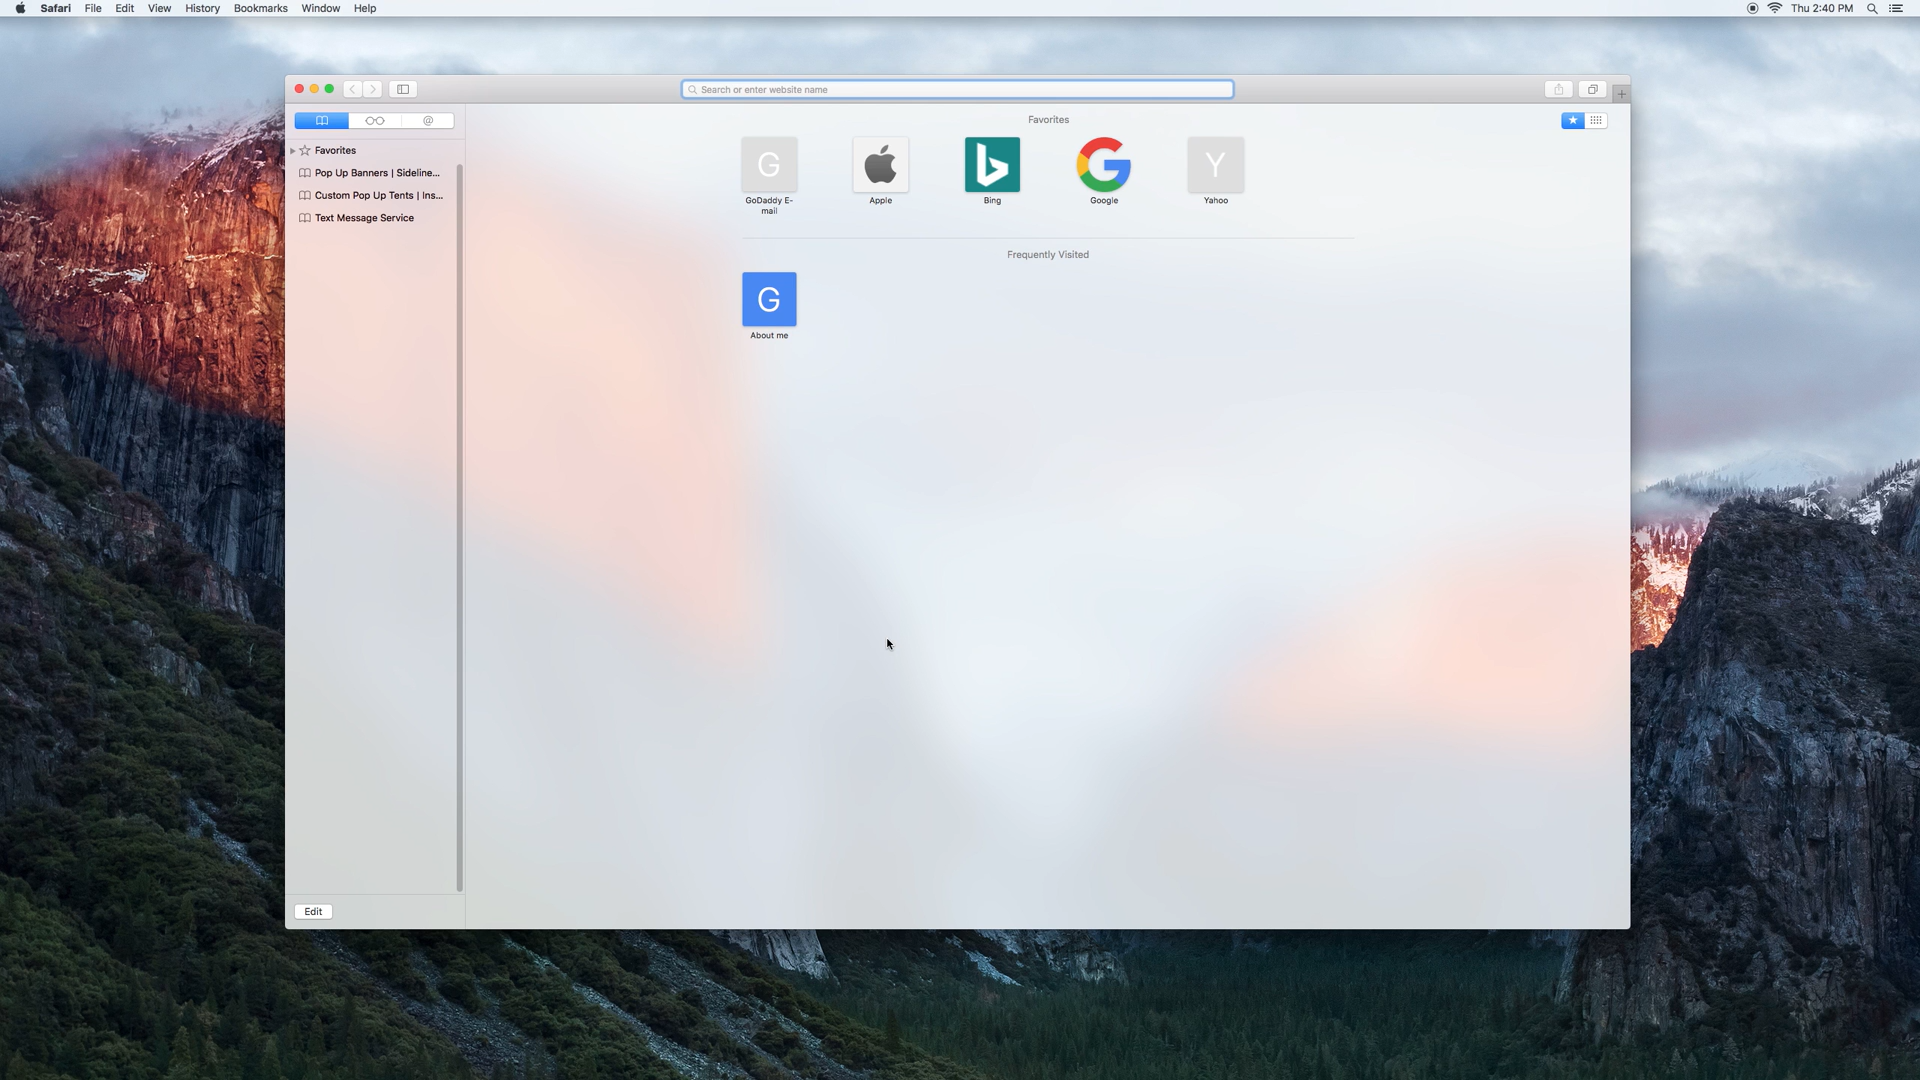 Safari File Edit View History Bookmarks Window Help
Thu 2:40 PM
Search or enter website name
@
Favorites
Pop Up Banners | Sideline...
Custom Pop Up Tents | Ins...
Text Message Service
Edit
Favorites
G
Y
GoDaddy E-
mail
Apple
Bing
Google
Yahoo
Frequently Visited
G
About me